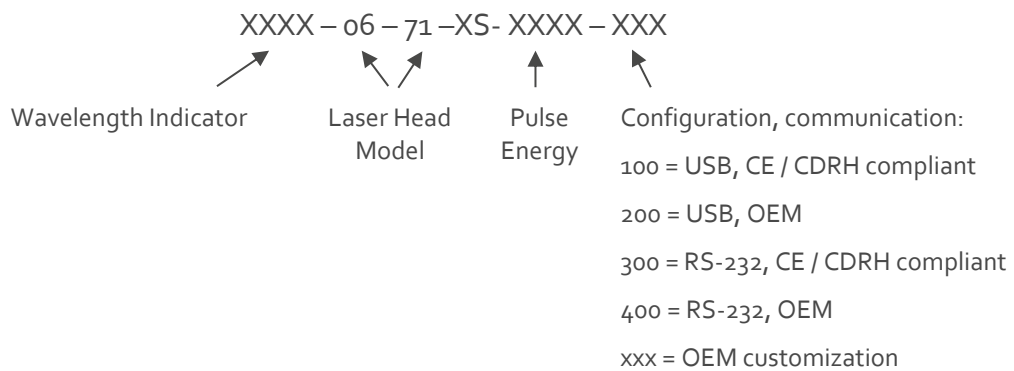 XXXX – 06 – 71 –XS- XXXX – XXX
Wavelength Indicator
Laser Head
Model
Pulse
Energy
Configuration, communication:
100 = USB, CE / CDRH compliant
200 = USB, OEM
300 = RS-232, CE / CDRH compliant
400 = RS-232, OEM
xxx = OEM customization